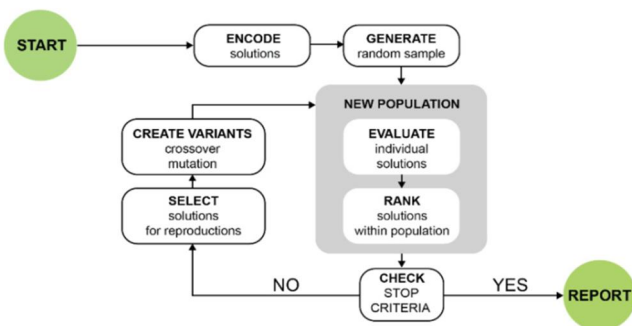 START
ENCODE
solutions
GENERATE
random sample
NEW POPULATION
EVALUATE
individual
solutions
RANK
solutions
within population
CREATE VARIANTS
crossover
mutation
SELECT
solutions
for reproductions
CHECK
STOP
CRITERIA
NO
YES
REPORT